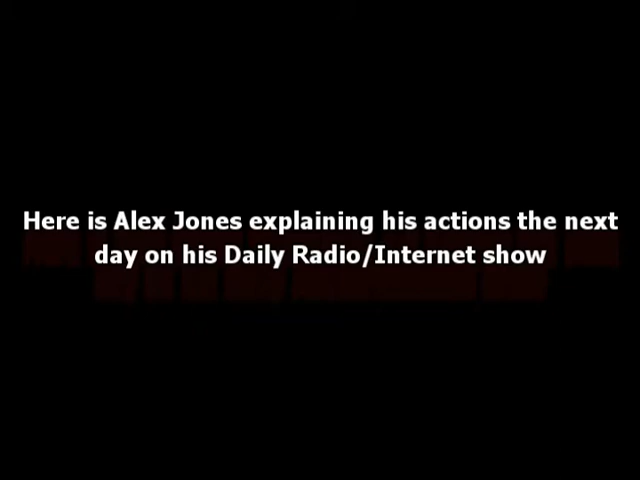 Here is Alex Jones explaining his actions the next
day on his Daily Radio/Internet show